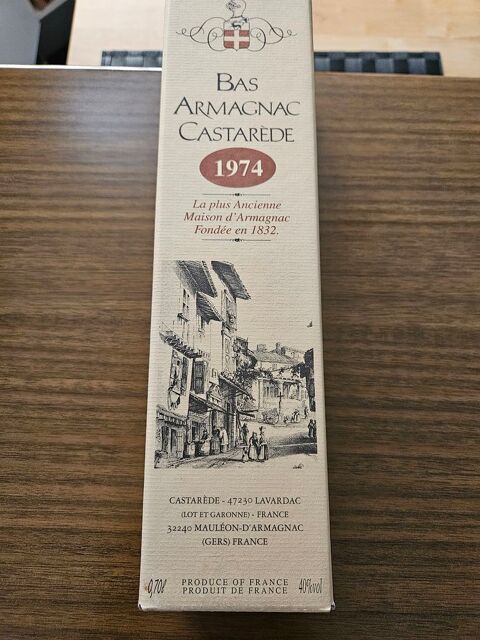 BAS
ARMAGNAC
CASTARÈDE
1974
La plus Ancienne
Maison d'Armagnac
Fondée en 1832.
CASTARÈDE - 47230 LAVARDAC
(LOT ET GARONNE) - FRANCE
32240 MAULÉON-D'ARMAGNAC
(GERS) FRANCE
0,70l PRODUCE OF FRANCE 40%vol
PRODUIT DE FRANCE